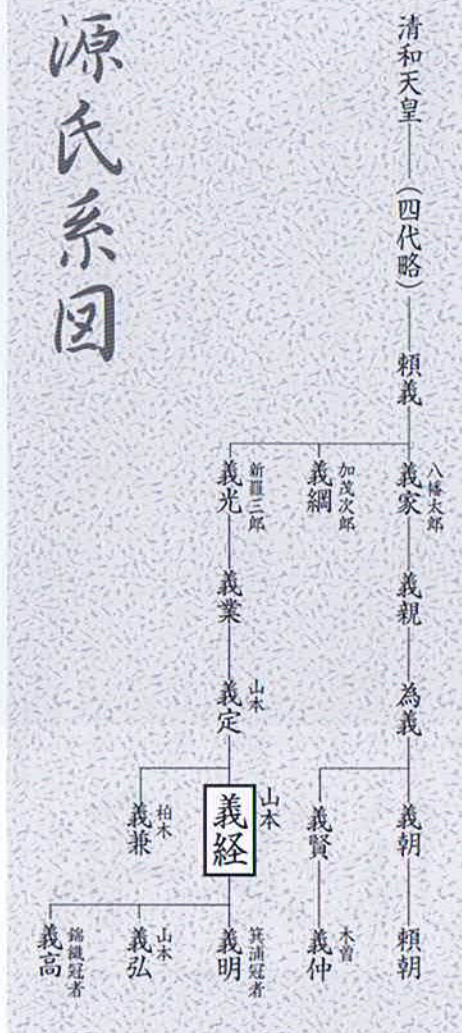 源氏系図
清和天皇
(四代略)
頼義
八幡太郎
義家
加茂次郎
義綱
新羅三郎
義光
義親
義業
為義
山本
義定
義朝
義賢
山本
義経
柏木
義兼
頼朝
木曽
義仲
箕浦冠者
義明
山本
義弘
錦織冠者
義高